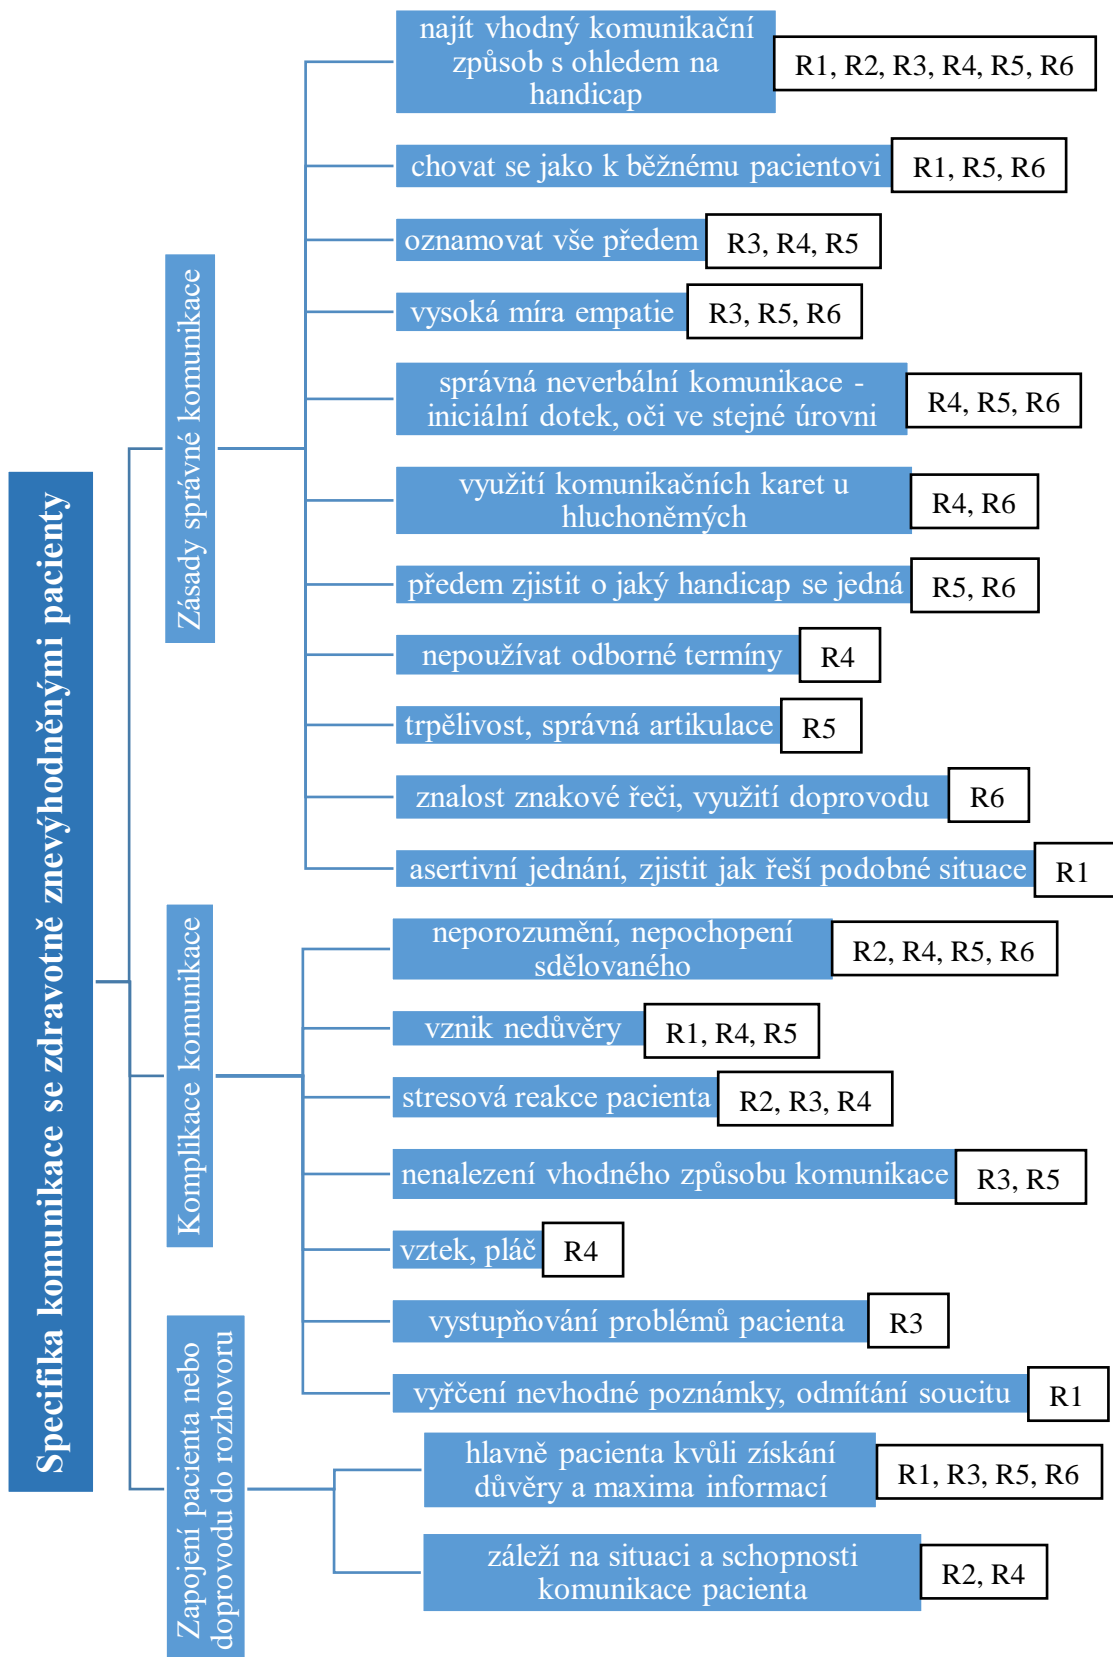 Specifika komunikace se zdravotně znevýhodněnými pacienty
Zásady správné komunikace
najít vhodný komunikační
způsob s ohledem na
handicap
R1, R2, R3, R4, R5, R6
chovat se jako k běžnému pacientovi
R1, R5, R6
oznamovat vše předem
R3, R4, R5
vysoká míra empatie
R3, R5, R6
správná neverbální komunikace -
iniciální dotek, oči ve stejné úrovni
R4, R5, R6
využití komunikačních karet u
hluchoněmých
R4, R6
předem zjistit o jaký handicap se jedná
R5, R6
nepoužívat odborné termíny
R4
trpělivost, správná artikulace
R5
znalost znakové řeči, využití doprovodu
R6
asertivní jednání, zjistit jak řeší podobné situace
R1
Komplikace komunikace
neporozumění, nepochopení
sdělovaného
R2, R4, R5, R6
vznik nedůvěry
R1, R4, R5
stresová reakce pacienta
R2, R3, R4
nenalezení vhodného způsobu komunikace
R3, R5
vztek, pláč
R4
vystupňování problémů pacienta
R3
vyřčení nevhodné poznámky, odmítání soucitu
R1
Zapojení pacienta nebo
doprovodu do rozhovoru
hlavně pacienta kvůli získání
důvěry a maxima informací
R1, R3, R5, R6
záleží na situaci a schopnosti
komunikace pacienta
R2, R4